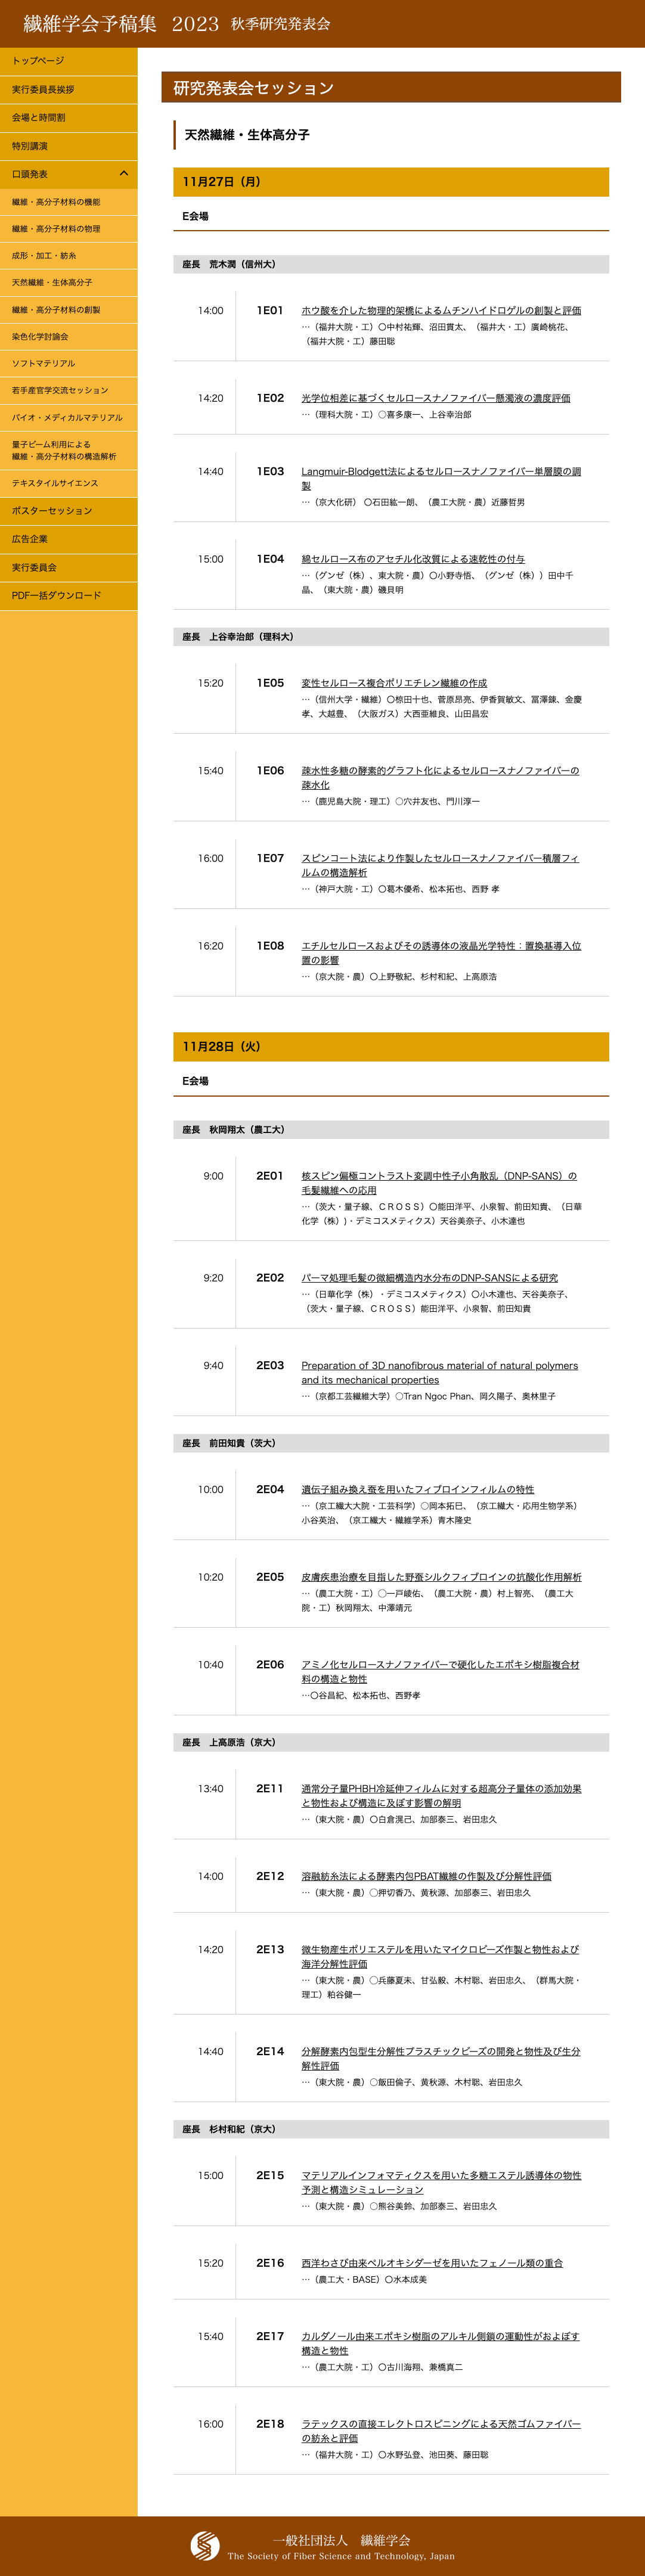 繊維学会予稿集 2023 秋季研究発表会
トップページ
実行委員長挨拶
会場と時間割
特別講演
口頭発表
繊維・高分子材料の機能
繊維・高分子材料の物理
成形・加工・紡糸
天然繊維・生体高分子
繊維・高分子材料の創製
染色化学討論会
ソフトマテリアル
若手産官学交流セッション
バイオ・メディカルマテリアル
量子ビーム利用による
繊維・高分子材料の構造解析
テキスタイルサイエンス
ポスターセッション
広告企業
実行委員会
PDF一括ダウンロード
研究発表会セッション
天然繊維・生体高分子
11月27日（月）
E会場
座長　荒木潤（信州大）
14:00 1E01 ホウ酸を介した物理的架橋によるムチンハイドロゲルの創製と評価
…（福井大院・工）〇中村祐輝、沼田貫太、（福井大・工）廣崎桃花、
（福井大院・工）藤田聡
14:20 1E02 光学位相差に基づくセルロースナノファイバー懸濁液の濃度評価
…（理科大院・工）○喜多康一、上谷幸治郎
14:40 1E03 Langmuir-Blodgett法によるセルロースナノファイバー単層膜の調
製
…（京大化研） 〇石田紘一朗、（農工大院・農）近藤哲男
15:00 1E04 綿セルロース布のアセチル化改質による速乾性の付与
…（グンゼ（株）、東大院・農）〇小野寺悟、（グンゼ（株））田中千
晶、（東大院・農）磯貝明
座長　上谷幸治郎（理科大）
15:20 1E05 変性セルロース複合ポリエチレン繊維の作成
…（信州大学・繊維）〇椋田十也、菅原昂亮、伊香賀敏文、冨澤錬、金慶
孝、大越豊、（大阪ガス）大西亜維良、山田昌宏
15:40 1E06 疎水性多糖の酵素的グラフト化によるセルロースナノファイバーの
疎水化
…（鹿児島大院・理工）○穴井友也、門川淳一
16:00 1E07 スピンコート法により作製したセルロースナノファイバー積層フィ
ルムの構造解析
…（神戸大院・工）〇葛木優希、松本拓也、西野 孝
16:20 1E08 エチルセルロースおよびその誘導体の液晶光学特性：置換基導入位
置の影響
…（京大院・農）〇上野敬紀、杉村和紀、上高原浩
11月28日（火）
E会場
座長　秋岡翔太（農工大）
9:00 2E01 核スピン偏極コントラスト変調中性子小角散乱（DNP-SANS）の
毛髪繊維への応用
…（茨大・量子線、ＣＲＯＳＳ）〇能田洋平、小泉智、前田知貴、（日華
化学（株））・デミコスメティクス）天谷美奈子、小木達也
9:20 2E02 パーマ処理毛髪の微細構造内水分布のDNP-SANSによる研究
…（日華化学（株）・デミコスメティクス）〇小木達也、天谷美奈子、
（茨大・量子線、ＣＲＯＳＳ）能田洋平、小泉智、前田知貴
9:40 2E03 Preparation of 3D nanofibrous material of natural polymers
and its mechanical properties
…（京都工芸繊維大学）○Tran Ngoc Phan、岡久陽子、奥林里子
座長　前田知貴（茨大）
10:00 2E04 遺伝子組み換え蚕を用いたフィブロインフィルムの特性
…（京工繊大大院・工芸科学）○岡本拓巳、（京工繊大・応用生物学系）
小谷英治、（京工繊大・繊維学系）青木隆史
10:20 2E05 皮膚疾患治療を目指した野蚕シルクフィブロインの抗酸化作用解析
…（農工大院・工）◯一戸崚佑、（農工大院・農）村上智亮、（農工大
院・工）秋岡翔太、中澤靖元
10:40 2E06 アミノ化セルロースナノファイバーで硬化したエポキシ樹脂複合材
料の構造と物性
…〇谷昌紀、松本拓也、西野孝
座長　上高原浩（京大）
13:40 2E11 通常分子量PHBH冷延伸フィルムに対する超高分子量体の添加効果
と物性および構造に及ぼす影響の解明
…（東大院・農）〇白倉滉己、加部泰三、岩田忠久
14:00 2E12 溶融紡糸法による酵素内包PBAT繊維の作製及び分解性評価
…（東大院・農）◯押切香乃、黄秋源、加部泰三、岩田忠久
14:20 2E13 微生物産生ポリエステルを用いたマイクロビーズ作製と物性および
海洋分解性評価
…（東大院・農）◯兵藤夏未、甘弘毅、木村聡、岩田忠久、（群馬大院・
理工）粕谷健一
14:40 2E14 分解酵素内包型生分解性プラスチックビーズの開発と物性及び生分
解性評価
…（東大院・農）○飯田倫子、黄秋源、木村聡、岩田忠久
座長　杉村和紀（京大）
15:00 2E15 マテリアルインフォマティクスを用いた多糖エステル誘導体の物性
予測と構造シミュレーション
…（東大院・農）○熊谷美鈴、加部泰三、岩田忠久
15:20 2E16 西洋わさび由来ペルオキシダーゼを用いたフェノール類の重合
…（農工大・BASE）〇水本成美
15:40 2E17 カルダノール由来エポキシ樹脂のアルキル側鎖の運動性がおよぼす
構造と物性
…（農工大院・工）〇古川海翔、兼橋真二
16:00 2E18 ラテックスの直接エレクトロスピニングによる天然ゴムファイバー
の紡糸と評価
…（福井大院・工）〇水野弘登、池田葵、藤田聡
一般社団法人　繊維学会
The Society of Fiber Science and Technology, Japan